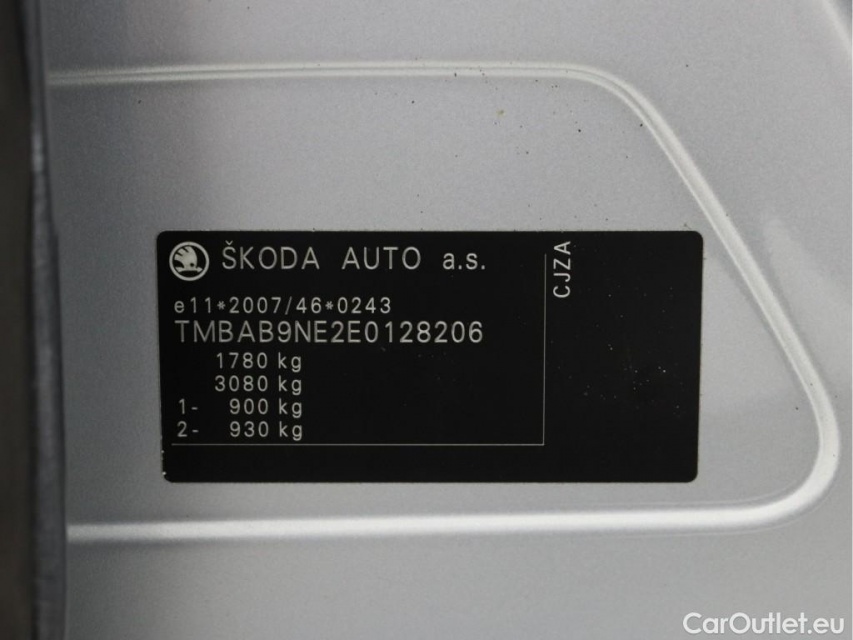 ŠKODA AUTO a.s.
CJZA
e11*2007/46*0243
TMBAB9NE2E0128206
1780 kg
3080 kg
1- 900 kg
2- 930 kg
CarOutlet.eu